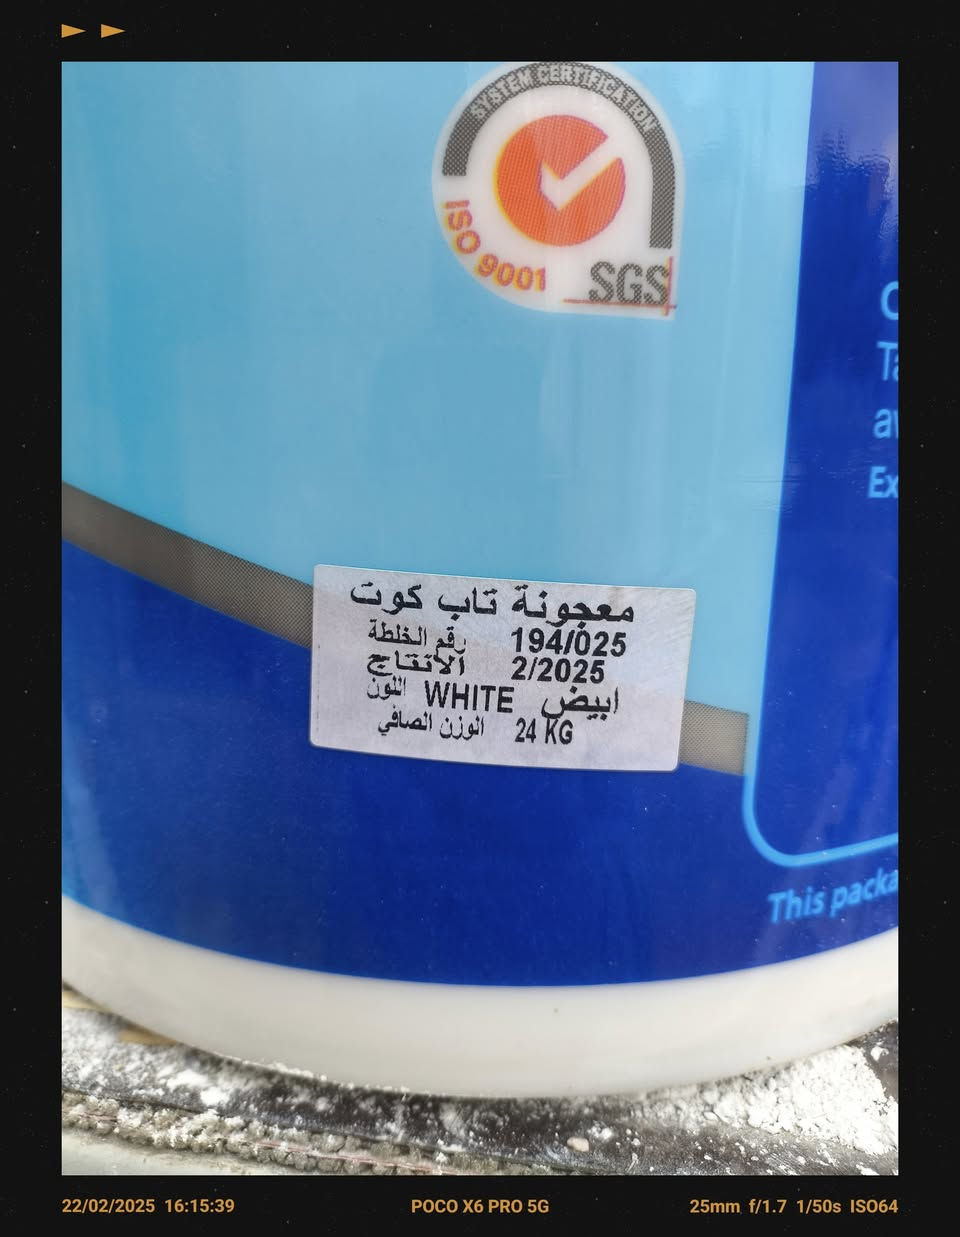 SYSTEM CERTIFICATION
ISO 9001
SGS
معجونة تاب كوت
رقم الخلطة 194/025
الانتاج 2/2025
اللون WHITE ابيض
الوزن الصافي 24 KG
This
22/02/2025 16:15:39
POCO X6 PRO 5G
25mm f/1.7 1/50s ISO64